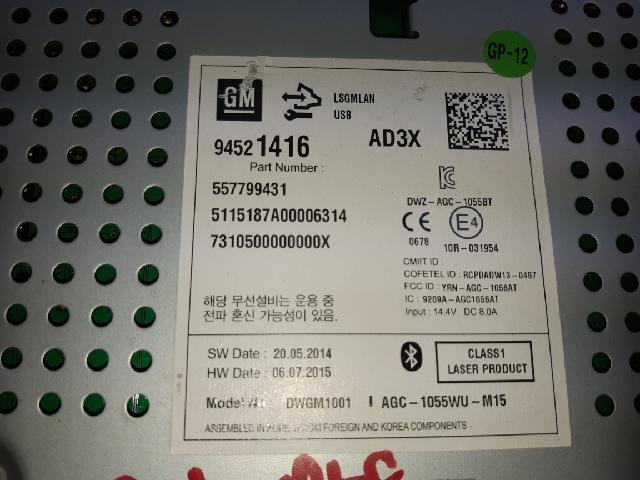 GP-12
GM
LSGMLAN
USB
94521416
AD3X
Part Number :
557799431
5115187A00006314
7310500000000X
DWZ-AGC-1055BT
CE
0678
E4
10R-031954
CMIIT ID :
COFETEL ID : RCPDADW13-0497
FCC ID : YRN-AGC-1056AT
IC : 9209A-AGC1056AT
Input : 14.4V DC 8.0A
해당 무선설비는 운용 중
전파 혼신 가능성이 있음.
SW Date : 20.05.2014
HW Date : 06.07.2015
CLASS1
LASER PRODUCT
Model No: DWGM1001 AGC-1055WU-M15
ASSEMBLED IN KOREA FROM FOREIGN AND KOREA COMPONENTS